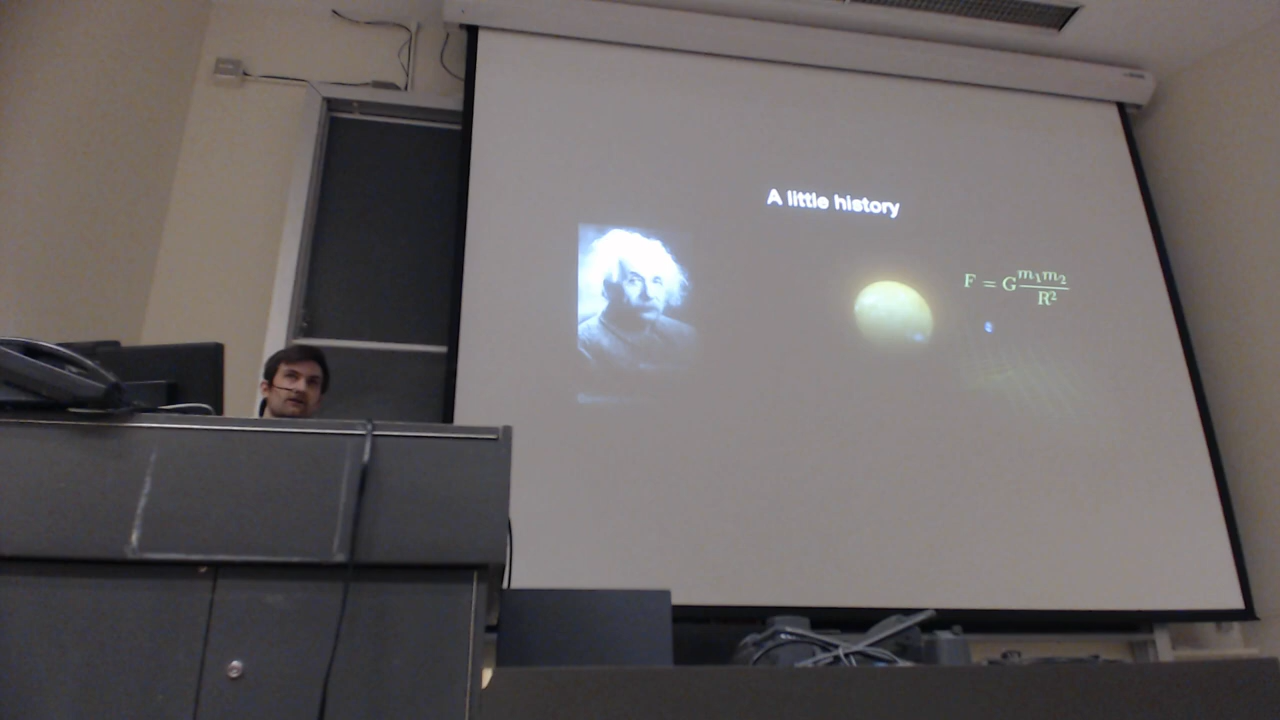 A little history
F = G m₁m₂ / R²